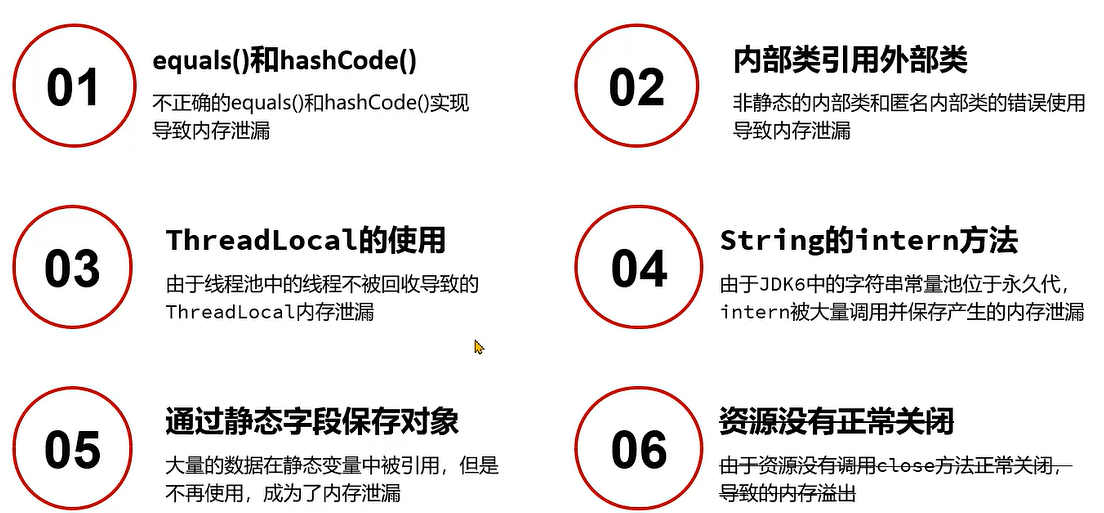 01
equals()和hashCode()
不正确的equals()和hashCode()实现
导致内存泄漏
02
内部类引用外部类
非静态的内部类和匿名内部类的错误使用
导致内存泄漏
03
ThreadLocal的使用
由于线程池中的线程不被回收导致的
ThreadLocal内存泄漏
04
String的intern方法
由于JDK6中的字符串常量池位于永久代，
intern被大量调用并保存产生的内存泄漏
05
通过静态字段保存对象
大量的数据在静态变量中被引用，但是
不再使用，成为了内存泄漏
06
资源没有正常关闭
由于资源没有调用close方法正常关闭，
导致的内存溢出